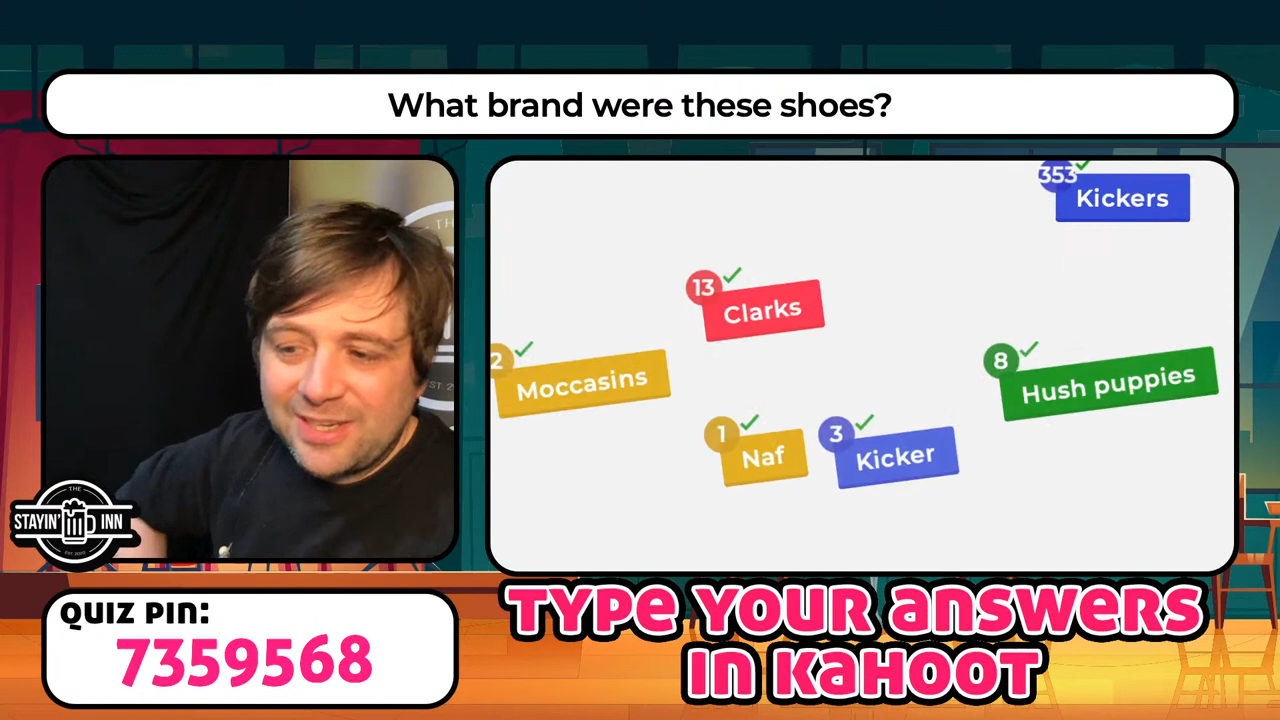 What brand were these shoes?
353
Kickers
13
Clarks
2
Moccasins
8
Hush puppies
1
Naf
3
Kicker
THE
STAYIN' INN
QUIZ PIN:
7359568
TYPE YOUR ANSWERS
IN KAHOOT